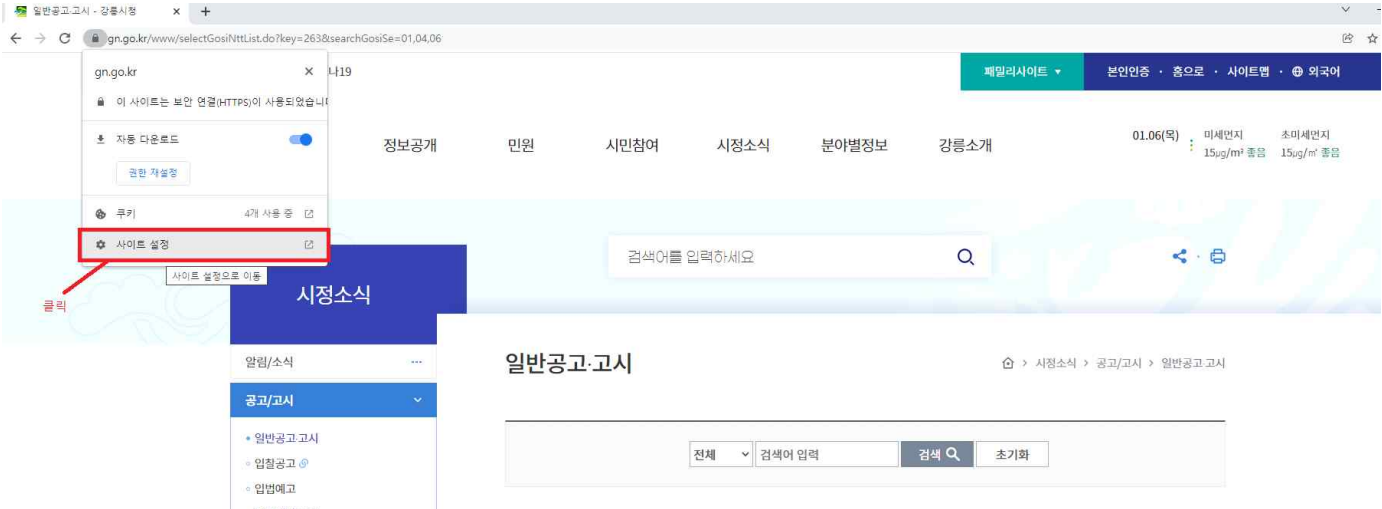 일반공고·고시 - 강릉시청
gn.go.kr/www/selectGosiNttList.do?key=263&searchGosiSe=01,04,06
gn.go.kr
나19
패밀리사이트
본인인증 · 홈으로 · 사이트맵 · 외국어
이 사이트는 보안 연결(HTTPS)이 사용되었습니
자동 다운로드
권한 재설정
정보공개 민원 시민참여 시정소식 분야별정보 강릉소개
01.06(목)
미세먼지 초미세먼지
15㎍/m³ 좋음 15㎍/㎥ 좋음
쿠키 4개 사용 중
사이트 설정
사이트 설정으로 이동
클릭
검색어를 입력하세요
시정소식
알림/소식
공고/고시
일반공고·고시
입찰공고
입법예고
일반공고·고시
시정소식 > 공고/고시 > 일반공고·고시
전체 검색어 입력 검색 초기화